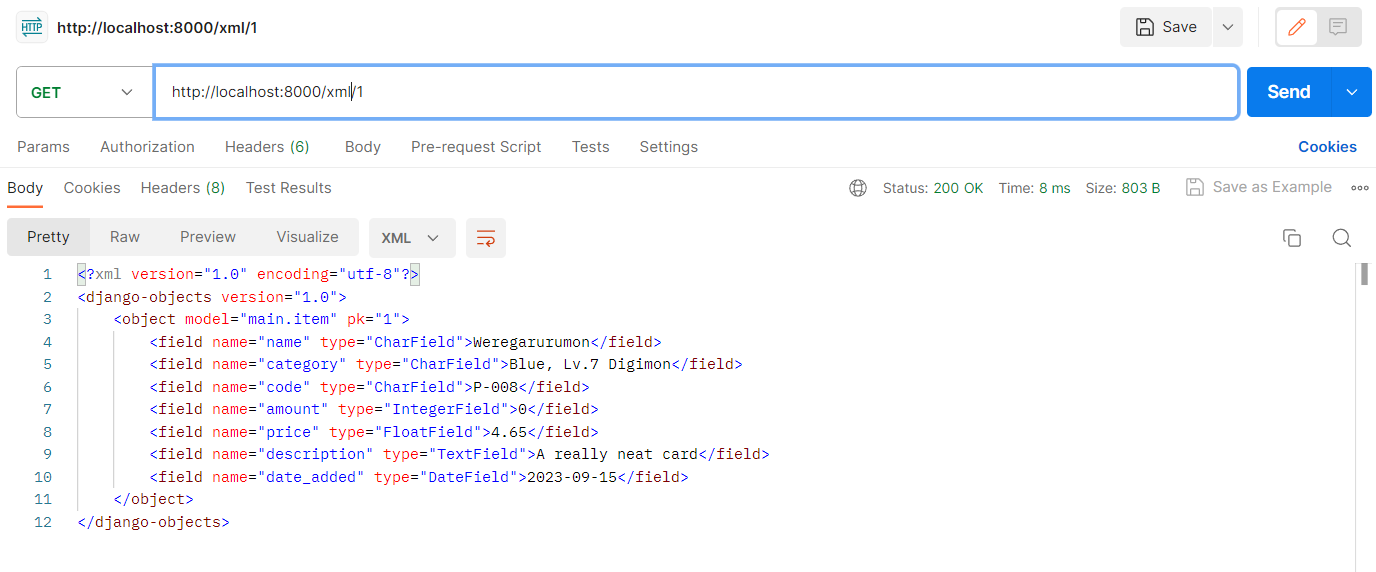 HTTP http://localhost:8000/xml/1 Save
GET http://localhost:8000/xml/1 Send
Params Authorization Headers (6) Body Pre-request Script Tests Settings Cookies
Body Cookies Headers (8) Test Results Status: 200 OK Time: 8 ms Size: 803 B Save as Example
Pretty Raw Preview Visualize XML
1 <?xml version="1.0" encoding="utf-8"?>
2 <django-objects version="1.0">
3 <object model="main.item" pk="1">
4 <field name="name" type="CharField">Weregarurumon</field>
5 <field name="category" type="CharField">Blue, Lv.7 Digimon</field>
6 <field name="code" type="CharField">P-008</field>
7 <field name="amount" type="IntegerField">0</field>
8 <field name="price" type="FloatField">4.65</field>
9 <field name="description" type="TextField">A really neat card</field>
10 <field name="date_added" type="DateField">2023-09-15</field>
11 </object>
12 </django-objects>